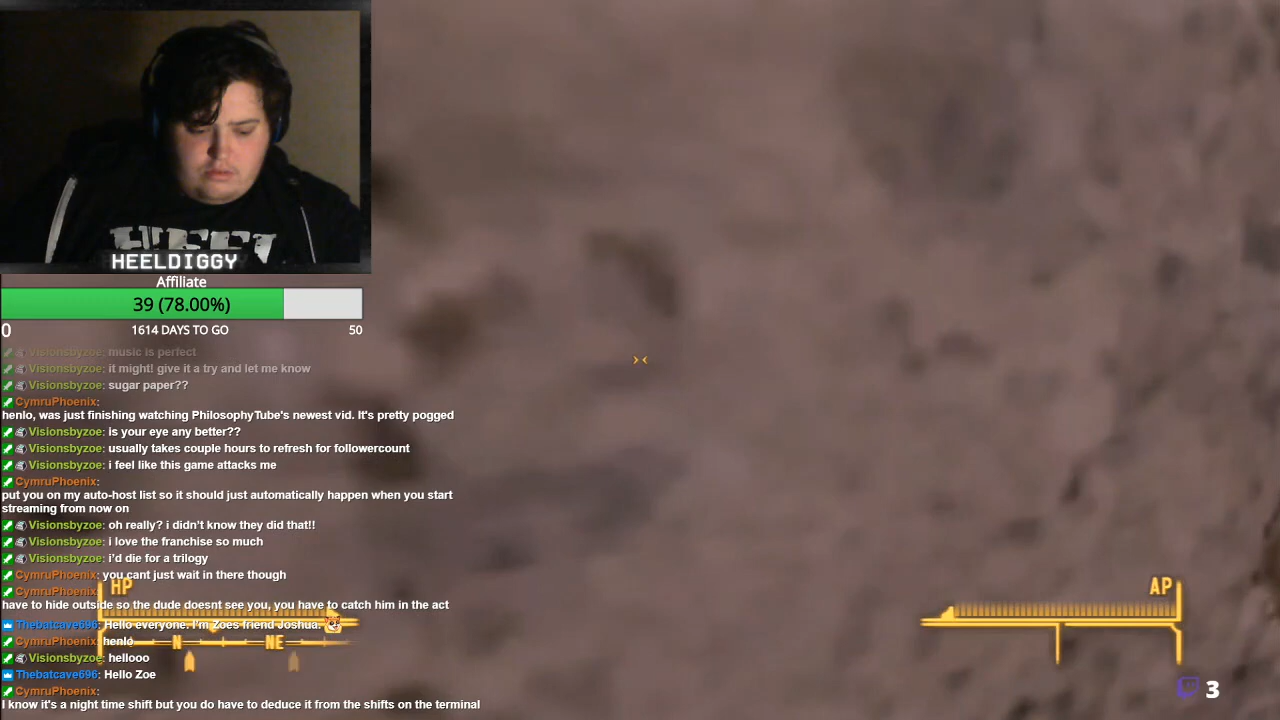 HEEL
HEELDIGGY
Affiliate
39 (78.00%)
0
1614 DAYS TO GO
50
Visionsbyzoe: music is perfect
Visionsbyzoe: it might! give it a try and let me know
Visionsbyzoe: sugar paper??
CymruPhoenix:
henlo, was just finishing watching PhilosophyTube's newest vid. It's pretty pogged
Visionsbyzoe: is your eye any better??
Visionsbyzoe: usually takes couple hours to refresh for followercount
Visionsbyzoe: i feel like this game attacks me
CymruPhoenix:
put you on my auto-host list so it should just automatically happen when you start
streaming from now on
Visionsbyzoe: oh really? i didn't know they did that!!
Visionsbyzoe: i love the franchise so much
Visionsbyzoe: i'd die for a trilogy
CymruPhoenix: you cant just wait in there though
CymruPhoenix:
have to hide outside so the dude doesnt see you, you have to catch him in the act
Thebatcave696: Hello everyone. I'm Zoes friend Joshua.
CymruPhoenix: henlo
Visionsbyzoe: hellooo
Thebatcave696: Hello Zoe
CymruPhoenix:
I know it's a night time shift but you do have to deduce it from the shifts on the terminal
HP
N
NE
AP
3